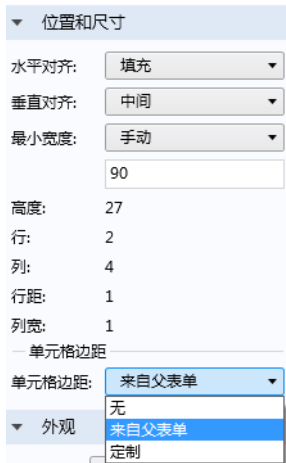 位置和尺寸
水平对齐: 填充
垂直对齐: 中间
最小宽度: 手动
90
高度: 27
行: 2
列: 4
行距: 1
列宽: 1
单元格边距
单元格边距: 来自父表单
无
外观 来自父表单
定制